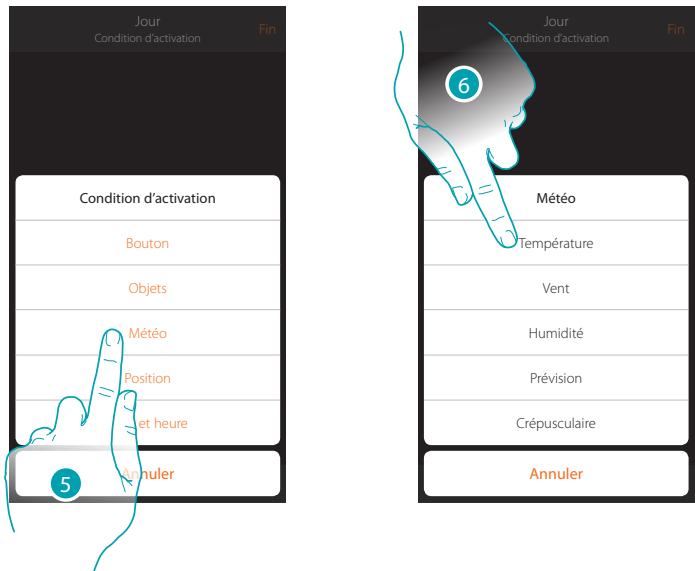 Jour
Condition d'activation
Fin
Condition d'activation
Bouton
Objets
Météo
Position
et heure
Annuler
5
Jour
Condition d'activation
Fin
6
Météo
Température
Vent
Humidité
Prévision
Crépusculaire
Annuler